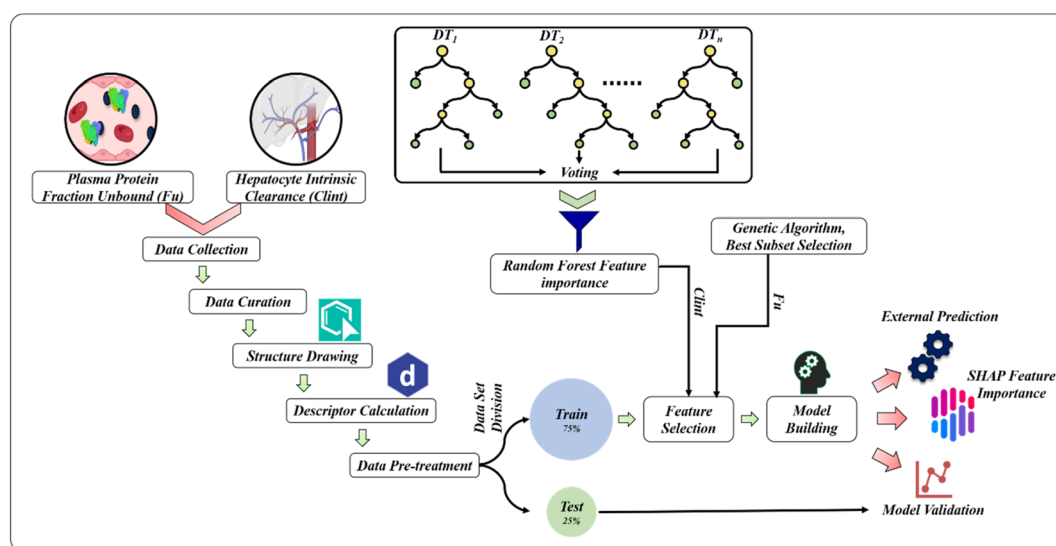 DT1
DT2
DTn
......
Voting
Plasma Protein
Fraction Unbound (Fu)
Hepatocyte Intrinsic
Clearance (Clint)
Data Collection
Data Curation
Structure Drawing
d
Descriptor Calculation
Data Pre-treatment
Data Set
Division
Random Forest Feature
importance
Genetic Algorithm,
Best Subset Selection
Clint
Fu
Train
75%
Test
25%
Feature
Selection
Model
Building
External Prediction
SHAP Feature
Importance
Model Validation